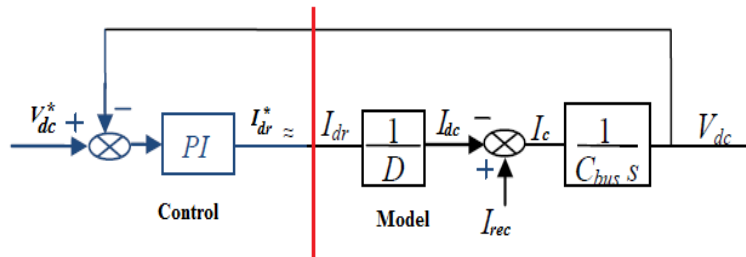 V*dc + − PI I*dr ≈ Idr 1/D Idc − + Ic 1/Cbus s Vdc
Control Model Irec